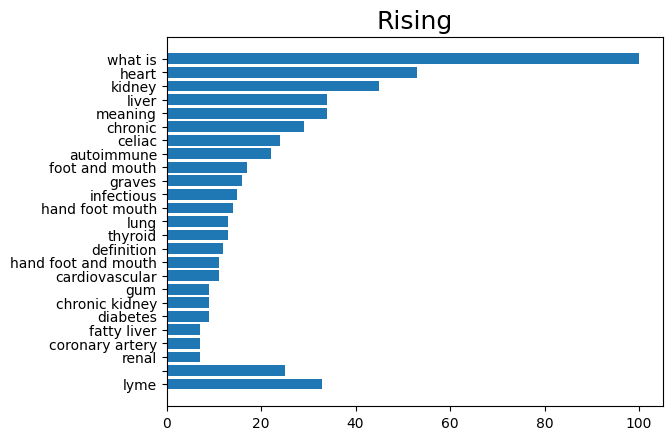 Rising
what is
heart
kidney
liver
meaning
chronic
celiac
autoimmune
foot and mouth
graves
infectious
hand foot mouth
lung
thyroid
definition
hand foot and mouth
cardiovascular
gum
chronic kidney
diabetes
fatty liver
coronary artery
renal
lyme
0 20 40 60 80 100